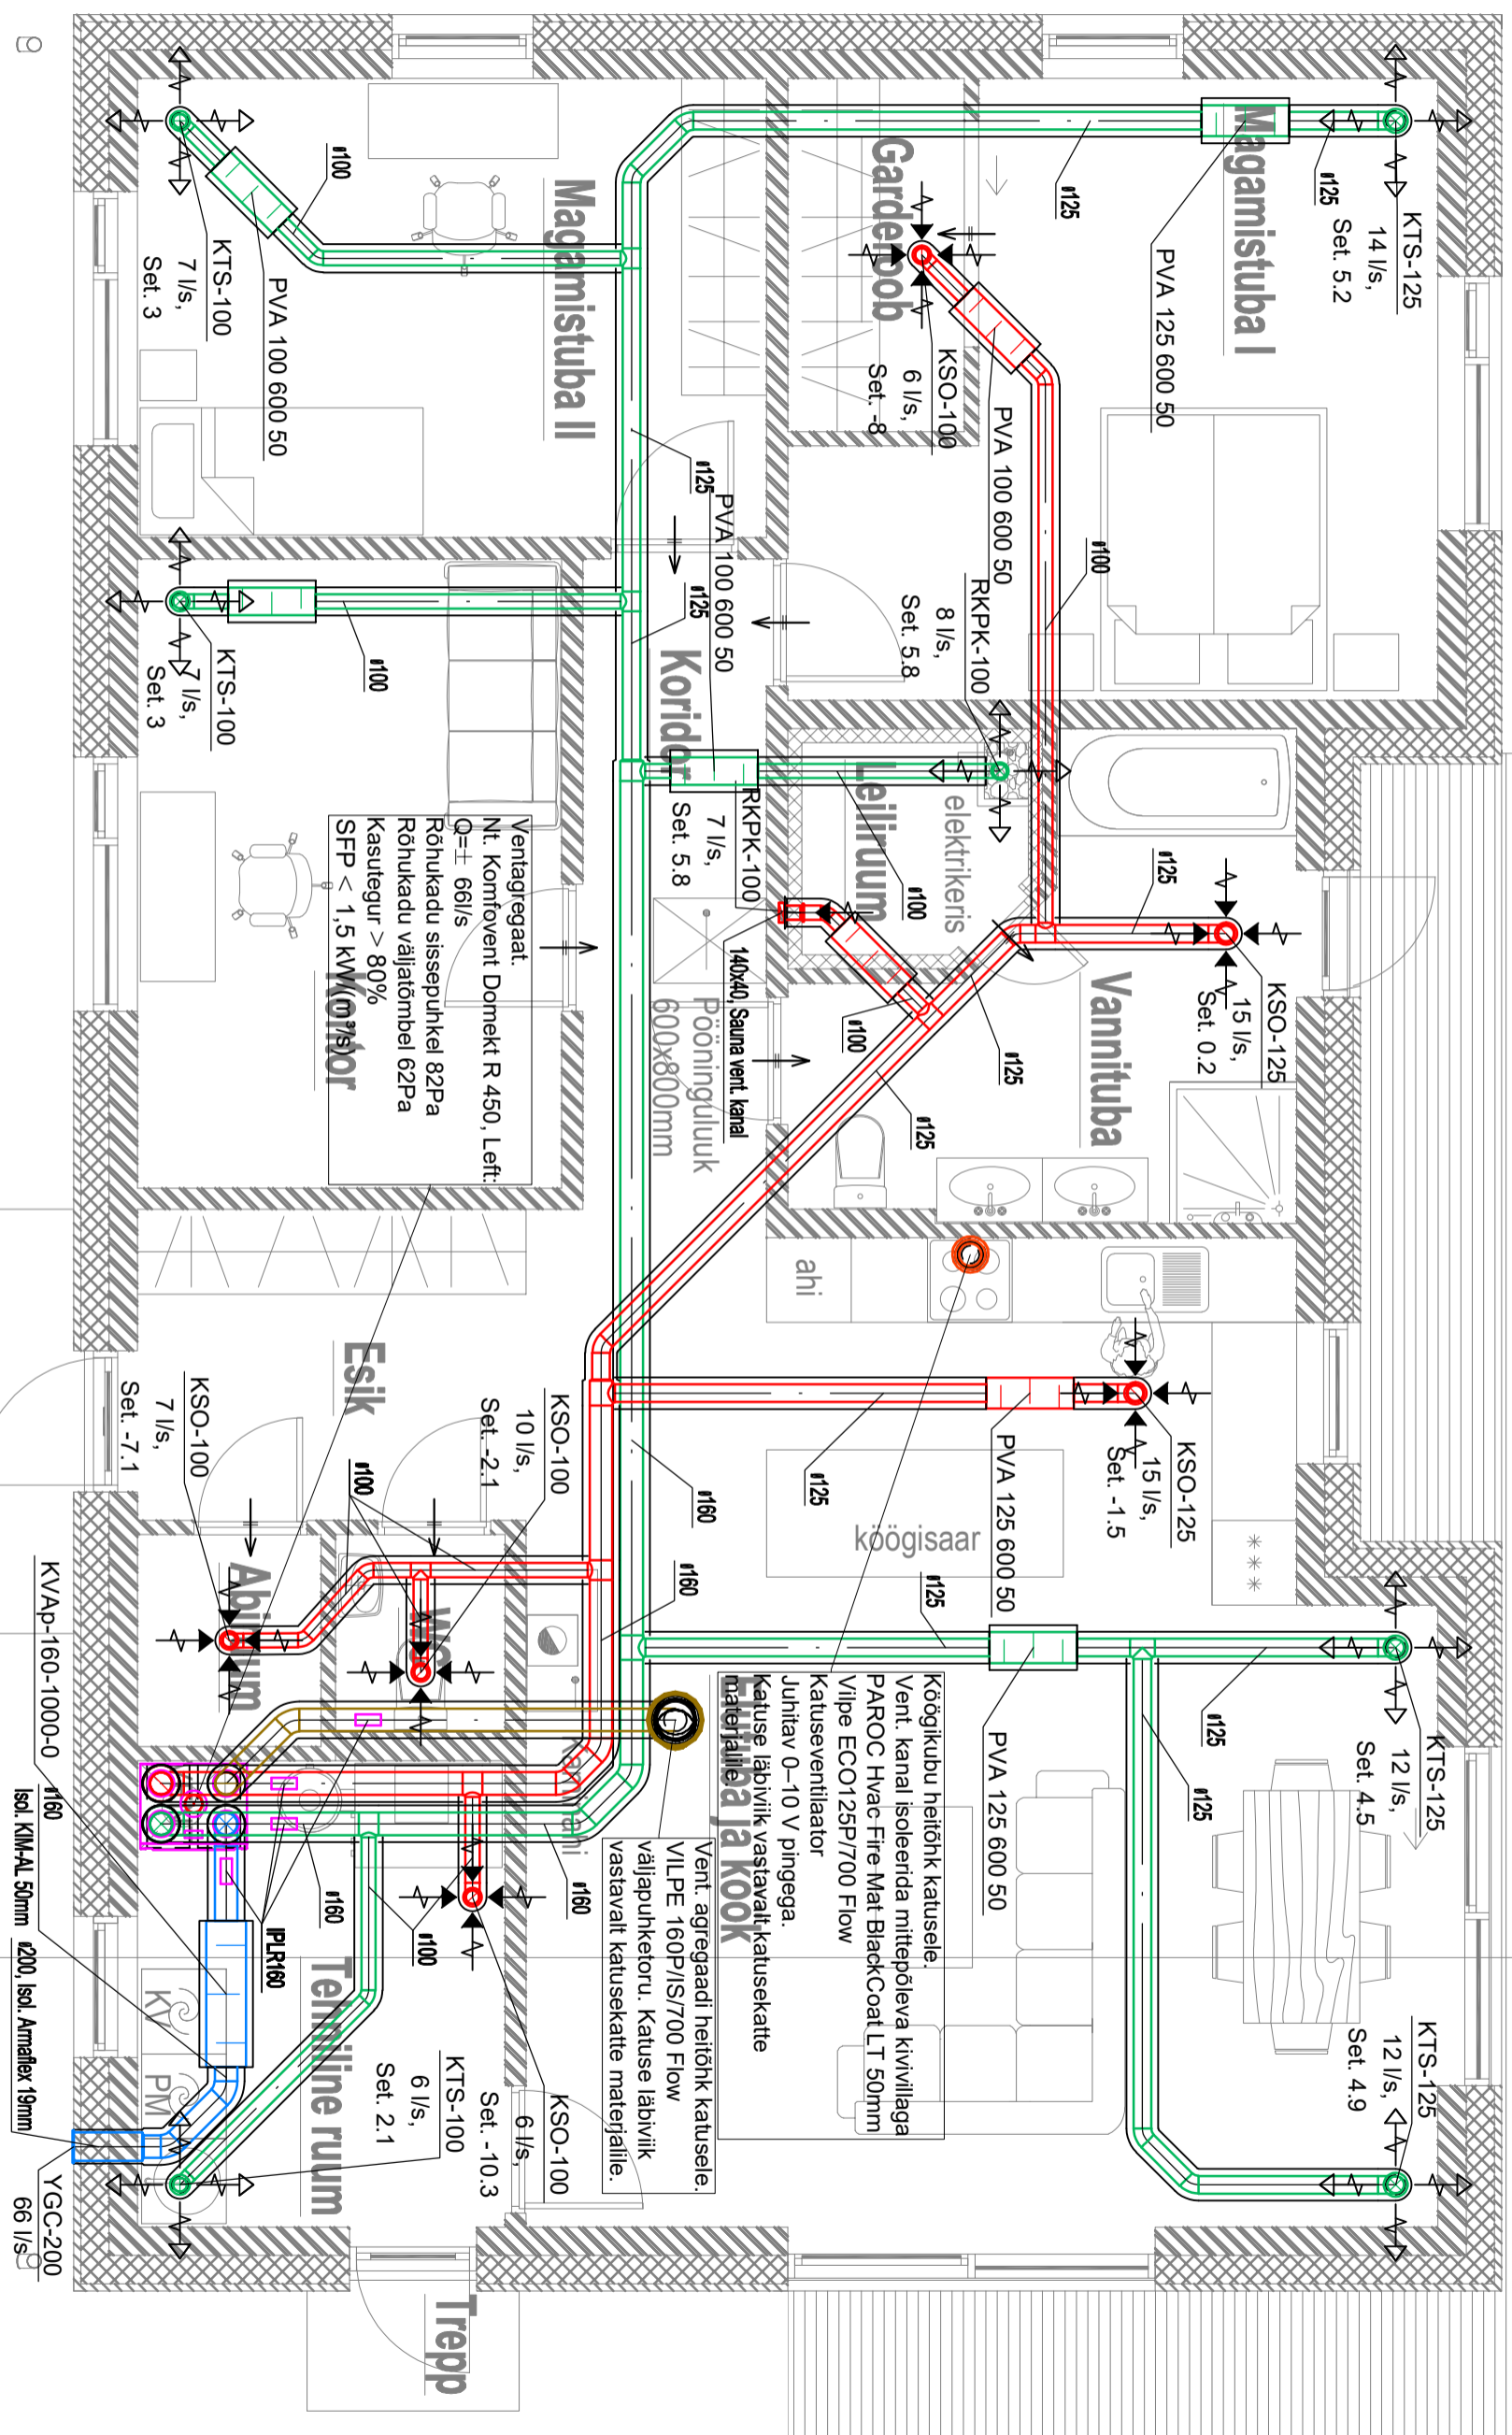 KTS-125
14 l/s,
Set. 5.2
ø125
Magamistuba I
ø125
PVA 125 600 50
Garderoob
KSO-100
6 l/s,
Set. -8
PVA 100 600 50
ø100
ø100
Magamistuba II
KTS-100
7 l/s,
Set. 3
PVA 100 600 50
ø125
PVA 100 600 50
ø125
RKPK-100
8 l/s,
Set. 5.8
KTS-100
7 l/s,
Set. 3
ø100
Koridor
Leiliruum
elektrikeris
ø100
RKPK-100
7 l/s,
Set. 5.8
140x40, Sauna vent. kanal
Pööninguluuk
600x800mm
ø100
ø125
ø125
ø125
KSO-125
15 l/s,
Set. 0.2
Vannituba
Ventagregaat.
Nt. Komfovent Domekt R 450, Left:
Q=± 66l/s
Rõhukadu sissepuhkel 82Pa
Rõhukadu väljatõmbel 62Pa
Kasutegur > 80%
SFP < 1,5 kW/(m³/s)
Kontor
ahi
Esik
KSO-100
7 l/s,
Set. -7.1
KSO-100
10 l/s,
Set. -2.1
ø100
ø160
ø125
KSO-125
15 l/s,
Set. -1.5
PVA 125 600 50
köögisaar
***
ø160
ø125
ø125
KTS-125
12 l/s,
Set. 4.5
PVA 125 600 50
ø125
Abiruum
WC
Köögikubu heitõhk katusele.
Vent. kanal isoleerida mittepõleva kivivillaga
PAROC Hvac Fire Mat BlackCoat LT 50mm
Vilpe ECO125P/700 Flow
Katuseventilaator
Juhitav 0–10 V pingega.
Katuse läbiviik vastavalt katusekatte
materjalile.
Vent. agregaadi heitõhk katusele.
VILPE 160P/IS/700 Flow
väljapuhketoru. Katuse läbiviik
vastavalt katusekatte materjalile.
KVAp-160-1000-0
ø160
Isol. KIM-AL 50mm
ø200, Isol. Armaflex 19mm
IPLR160
ø160
ø100
ø160
Tehniline ruum
KV
PM
KTS-100
6 l/s,
Set. 2.1
KSO-100
6 l/s,
Set. -10.3
KTS-125
12 l/s,
Set. 4.9
YGC-200
66 l/s
Trepp